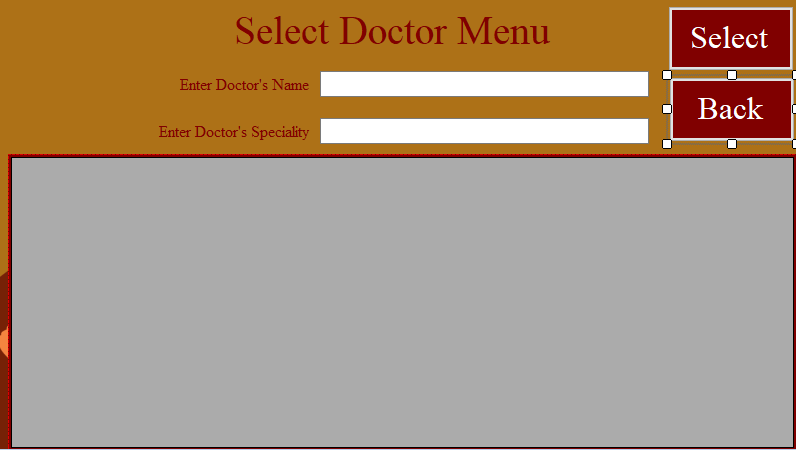 Select Doctor Menu
Select
Enter Doctor's Name
Back
Enter Doctor's Speciality